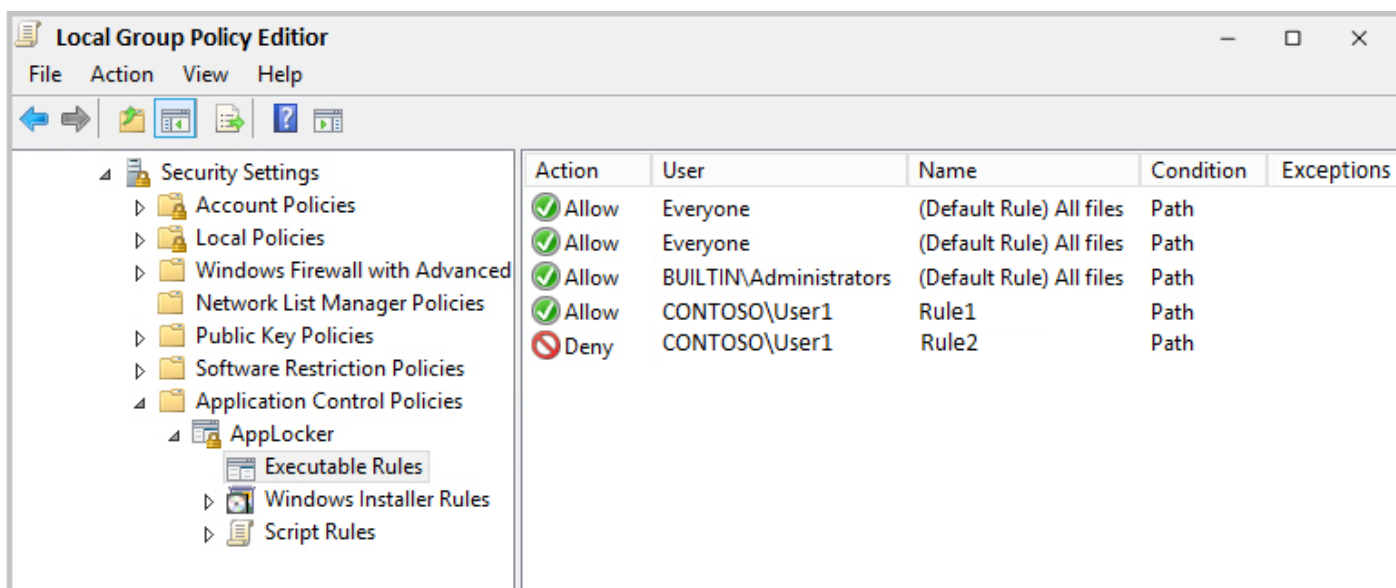 Local Group Policy Editior
File Action View Help
Security Settings
Account Policies
Local Policies
Windows Firewall with Advanced
Network List Manager Policies
Public Key Policies
Software Restriction Policies
Application Control Policies
AppLocker
Executable Rules
Windows Installer Rules
Script Rules
Action User Name Condition Exceptions
Allow Everyone (Default Rule) All files Path
Allow Everyone (Default Rule) All files Path
Allow BUILTIN\Administrators (Default Rule) All files Path
Allow CONTOSO\User1 Rule1 Path
Deny CONTOSO\User1 Rule2 Path